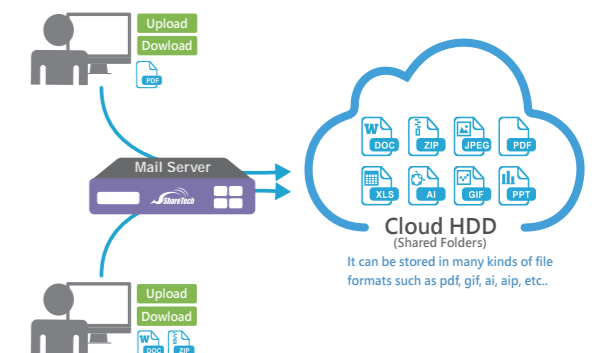 Upload
Dowload
PDF
Mail Server
ShareTech
W
DOC
ZIP
JPEG
PDF
XLS
AI
GIF
PPT
Cloud HDD
(Shared Folders)
It can be stored in many kinds of file
formats such as pdf, gif, ai, aip, etc..
Upload
Dowload
W
DOC
ZIP